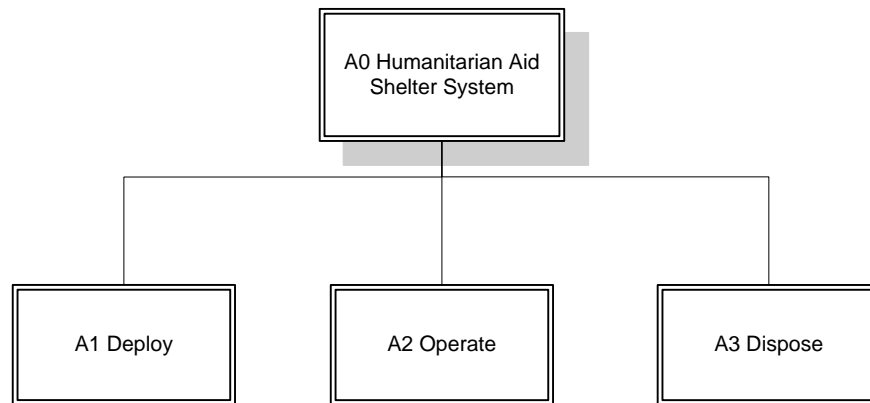 A0 Humanitarian Aid
Shelter System
A1 Deploy
A2 Operate
A3 Dispose